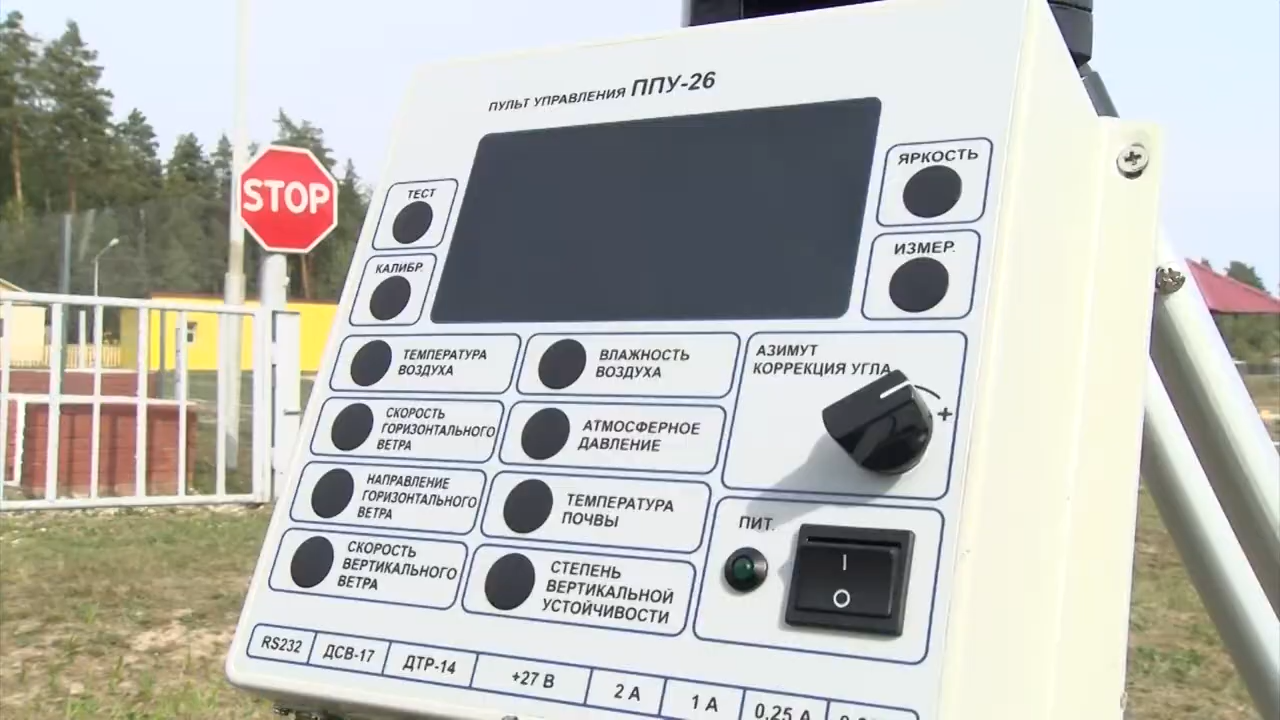 ПУЛЬТ УПРАВЛЕНИЯ ППУ-26
STOP
ТЕСТ
ЯРКОСТЬ
КАЛИБР.
ИЗМЕР.
ТЕМПЕРАТУРА
ВОЗДУХА
ВЛАЖНОСТЬ
ВОЗДУХА
АЗИМУТ
КОРРЕКЦИЯ УГЛА
+
СКОРОСТЬ
ГОРИЗОНТАЛЬНОГО
ВЕТРА
АТМОСФЕРНОЕ
ДАВЛЕНИЕ
НАПРАВЛЕНИЕ
ГОРИЗОНТАЛЬНОГО
ВЕТРА
ТЕМПЕРАТУРА
ПОЧВЫ
ПИТ.
I
O
СКОРОСТЬ
ВЕРТИКАЛЬНОГО
ВЕТРА
СТЕПЕНЬ
ВЕРТИКАЛЬНОЙ
УСТОЙЧИВОСТИ
RS232 ДСВ-17 ДТР-14 +27 В 2 А 1 А 0,25 А